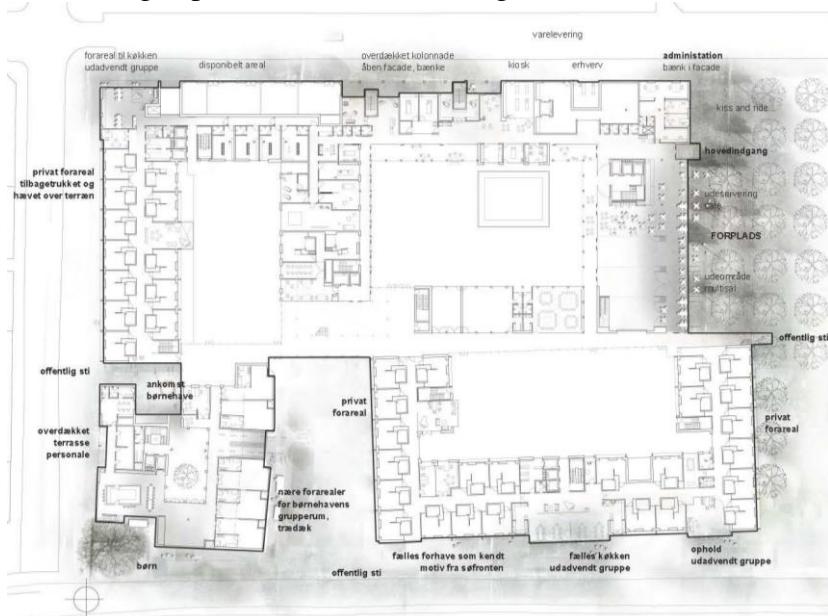 varelevering
forareal til køkken
udadvendt gruppe
disponibelt areal
overdækket kolonnade
åben facade, bænke
kiosk
erhverv
administation
bænk i facade
kiss and ride
hovedindgang
privat forareal
tilbagetrukket og
hævet over terræn
udeservering
cafe
FORPLADS
udeområde
multisal
offentlig sti
offentlig sti
ankomst
børnehave
privat
forareal
privat
forareal
overdækket
terrasse
personale
nære forarealer
for børnehavens
grupperum,
trædæk
børn
offentlig sti
fælles forhave som kendt
motiv fra søfronten
fælles køkken
udadvendt gruppe
ophold
udadvendt gruppe